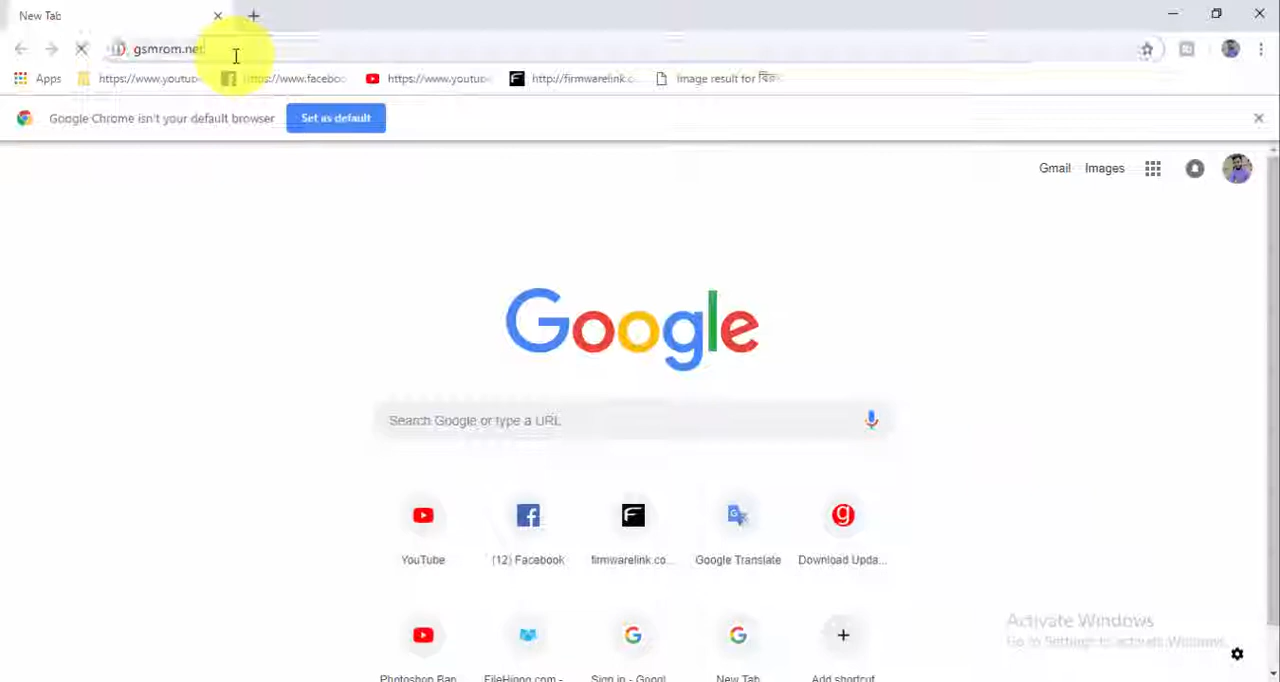 New Tab
gsmrom.net
Apps https://www.youtub https://www.faceboo https://www.youtub http://firmwarelink.c Image result for
Google Chrome isn't your default browser Set as default
Gmail Images
Google
Search Google or type a URL
YouTube (12) Facebook firmwarelink.co... Google Translate Download Upda...
Activate Windows
Go to Settings to activate Windows.
Photoshop Ban FileHippo.com - Sign in - Googl New Tab Add shortcut